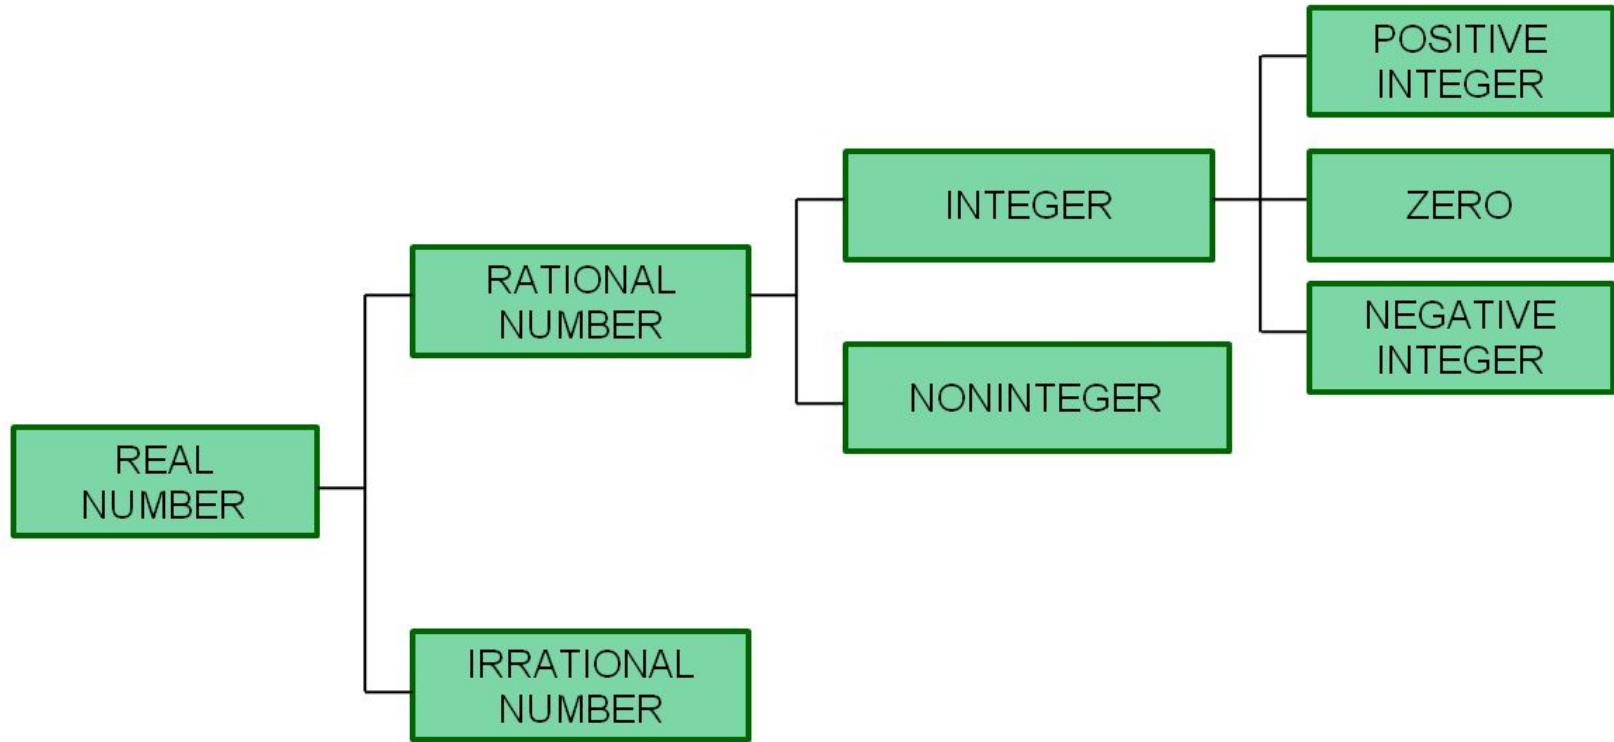 POSITIVE
INTEGER
INTEGER
ZERO
RATIONAL
NUMBER
NEGATIVE
INTEGER
NONINTEGER
REAL
NUMBER
IRRATIONAL
NUMBER